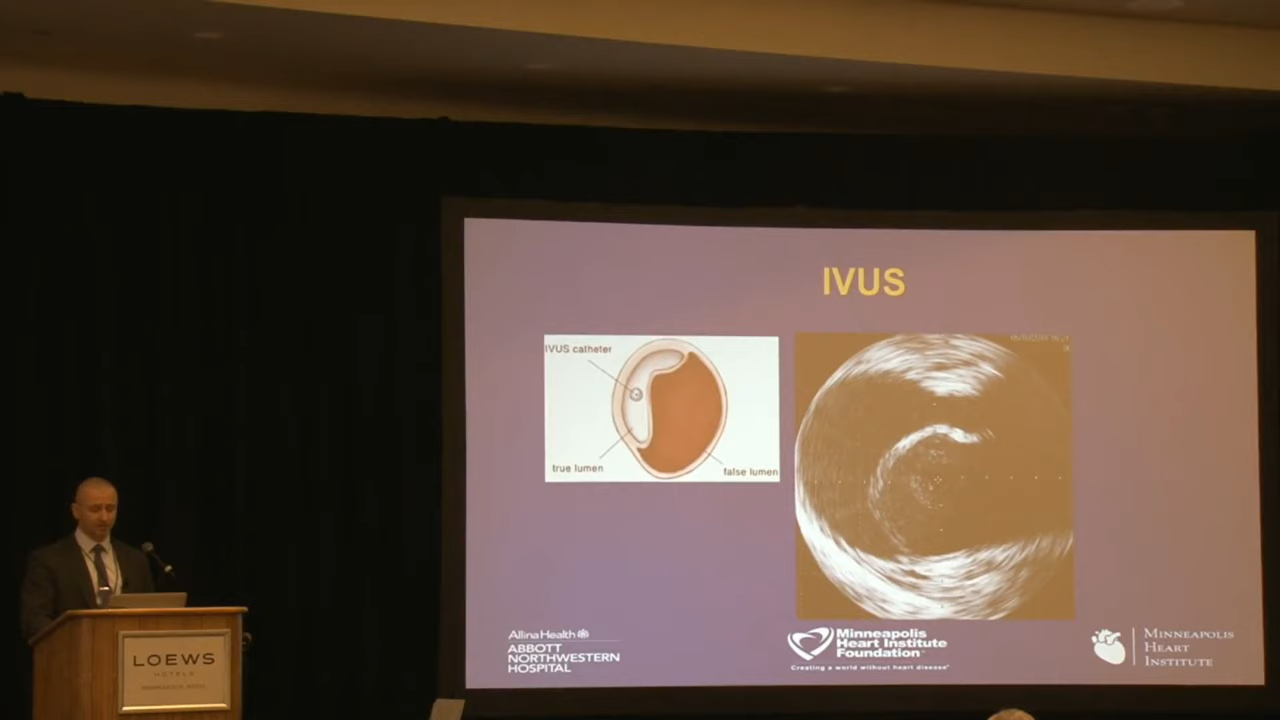 IVUS
IVUS catheter
true lumen
false lumen
Allina Health
ABBOTT
NORTHWESTERN
HOSPITAL
Minneapolis
Heart Institute
Foundation
Creating a world without heart disease
MINNEAPOLIS
HEART
INSTITUTE
LOEWS
HOTELS